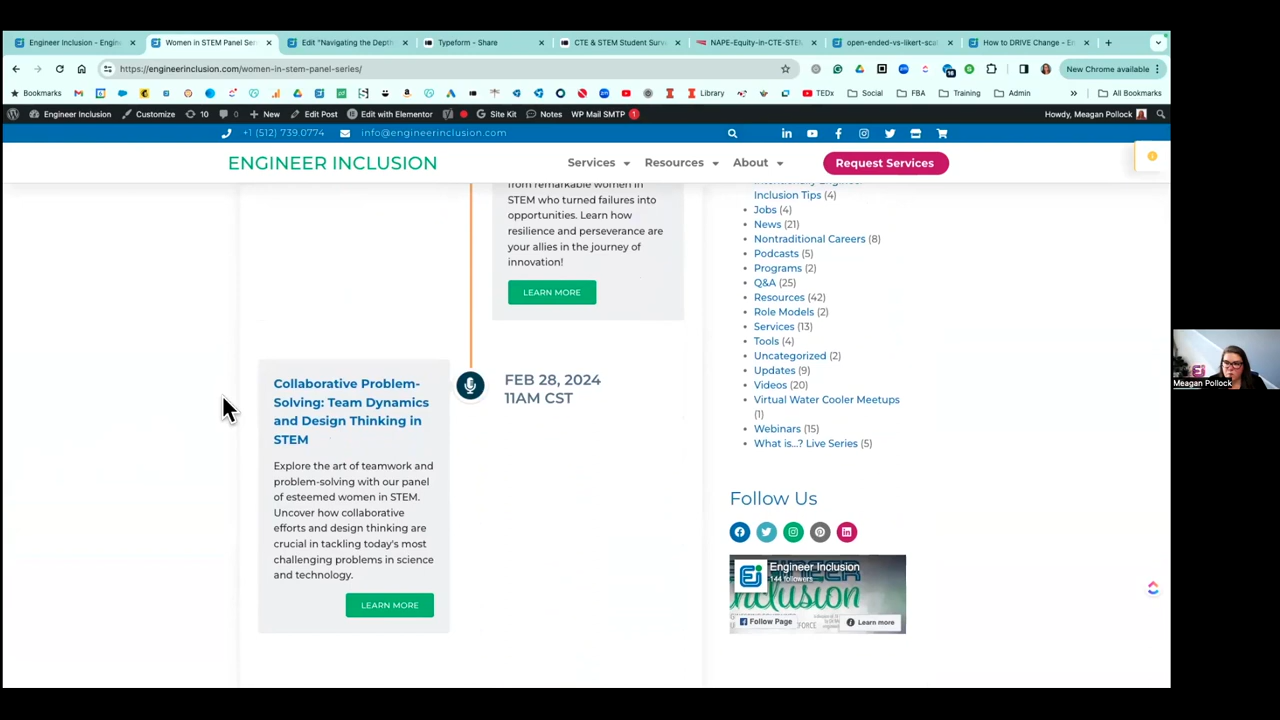 Engineer Inclusion - Engine
Women in STEM Panel Seri
Edit "Navigating the Depth
Typeform - Share
CTE & STEM Student Surv
NAPE-Equity-in-CTE-STEM
open-ended-vs-likert-scal
How to DRIVE Change - En
https://engineerinclusion.com/women-in-stem-panel-series/
New Chrome available
Bookmarks
Library
TEDx
Social
FBA
Training
Admin
All Bookmarks
Engineer Inclusion
Customize
10
0
New
Edit Post
Edit with Elementor
Site Kit
Notes
WP Mail SMTP 1
Howdy, Meagan Pollock
+1 (512) 739.0774
info@engineerinclusion.com
ENGINEER INCLUSION
Services
Resources
About
Request Services
from remarkable women in
STEM who turned failures into
opportunities. Learn how
resilience and perseverance are
your allies in the journey of
innovation!
LEARN MORE
Collaborative Problem-
Solving: Team Dynamics
and Design Thinking in
STEM
Explore the art of teamwork and
problem-solving with our panel
of esteemed women in STEM.
Uncover how collaborative
efforts and design thinking are
crucial in tackling today's most
challenging problems in science
and technology.
LEARN MORE
FEB 28, 2024
11AM CST
Intentionally Engineer
Inclusion Tips (4)
Jobs (4)
News (21)
Nontraditional Careers (8)
Podcasts (5)
Programs (2)
Q&A (25)
Resources (42)
Role Models (2)
Services (13)
Tools (4)
Uncategorized (2)
Updates (9)
Videos (20)
Virtual Water Cooler Meetups
(1)
Webinars (15)
What is...? Live Series (5)
Follow Us
Engineer Inclusion
144 followers
Follow Page
Learn more
Meagan Pollock